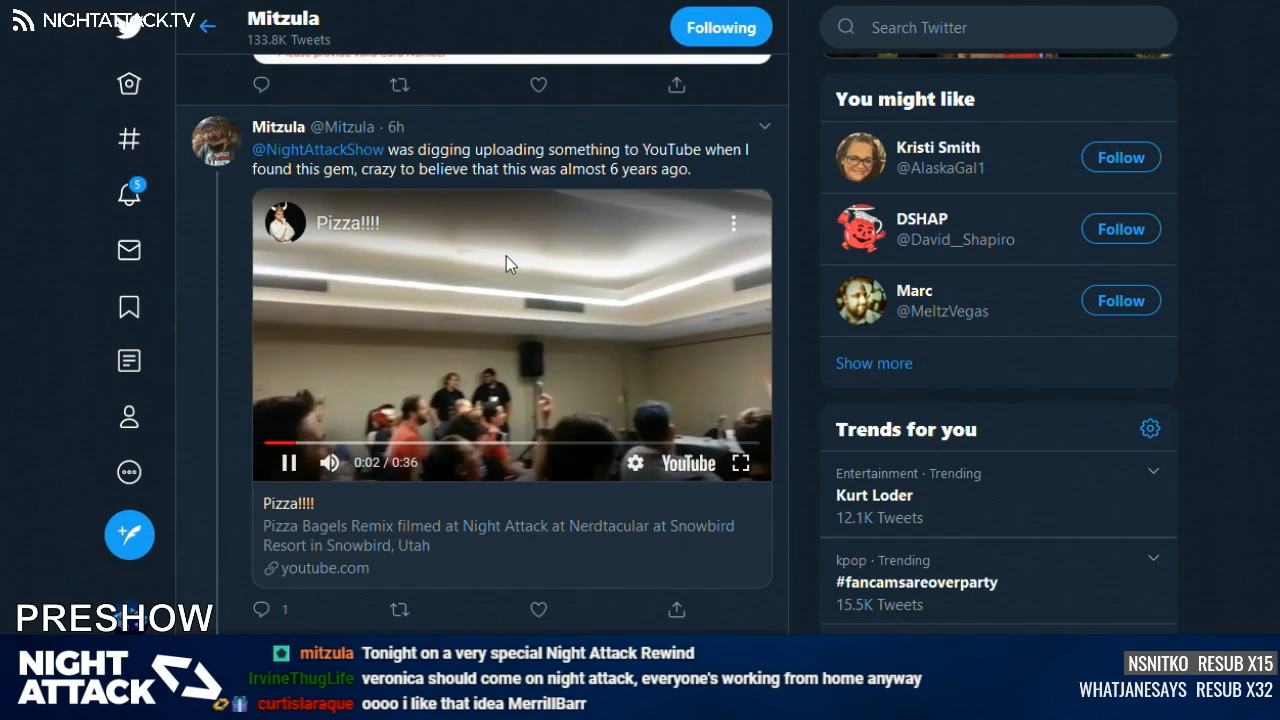 NIGHTATTACK.TV
Mitzula
133.8K Tweets
Following
Search Twitter
Please provide valid Card Number
Mitzula @Mitzula · 6h
@NightAttackShow was digging uploading something to YouTube when I
found this gem, crazy to believe that this was almost 6 years ago.
Pizza!!!!
0:02 / 0:36
YouTube
Pizza!!!!
Pizza Bagels Remix filmed at Night Attack at Nerdtacular at Snowbird
Resort in Snowbird, Utah
youtube.com
1
5
You might like
Kristi Smith
@AlaskaGal1
Follow
DSHAP
@David__Shapiro
Follow
Marc
@MeltzVegas
Follow
Show more
Trends for you
Entertainment · Trending
Kurt Loder
12.1K Tweets
kpop · Trending
#fancamsareoverparty
15.5K Tweets
PRESHOW
NIGHT
ATTACK
mitzula Tonight on a very special Night Attack Rewind
IrvineThugLife veronica should come on night attack, everyone's working from home anyway
curtislaraque oooo i like that idea MerrillBarr
NSNITKO RESUB X15
WHATJANESAYS RESUB X32